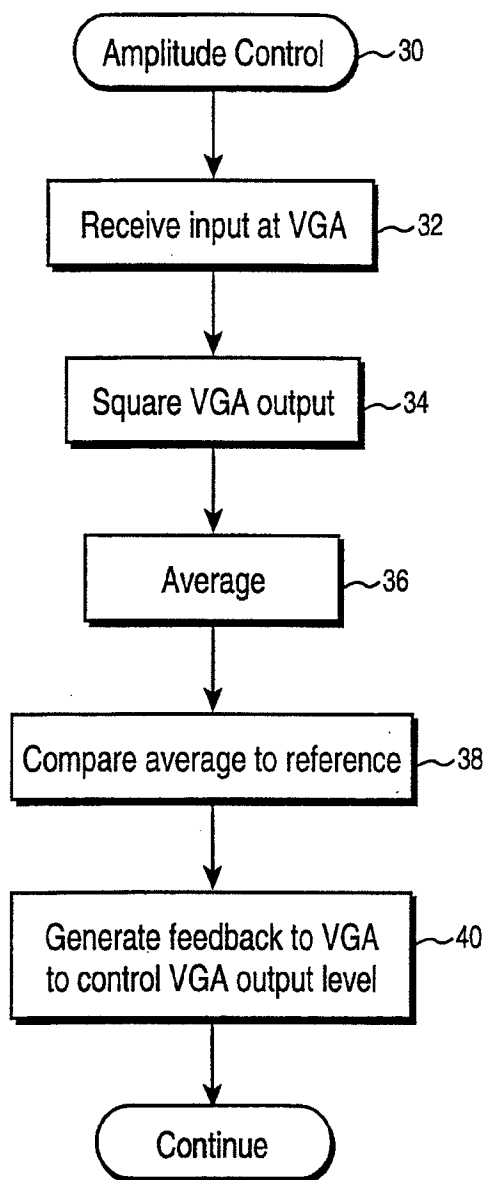 Amplitude Control
30
Receive input at VGA
32
Square VGA output
34
Average
36
Compare average to reference
38
Generate feedback to VGA
to control VGA output level
40
Continue